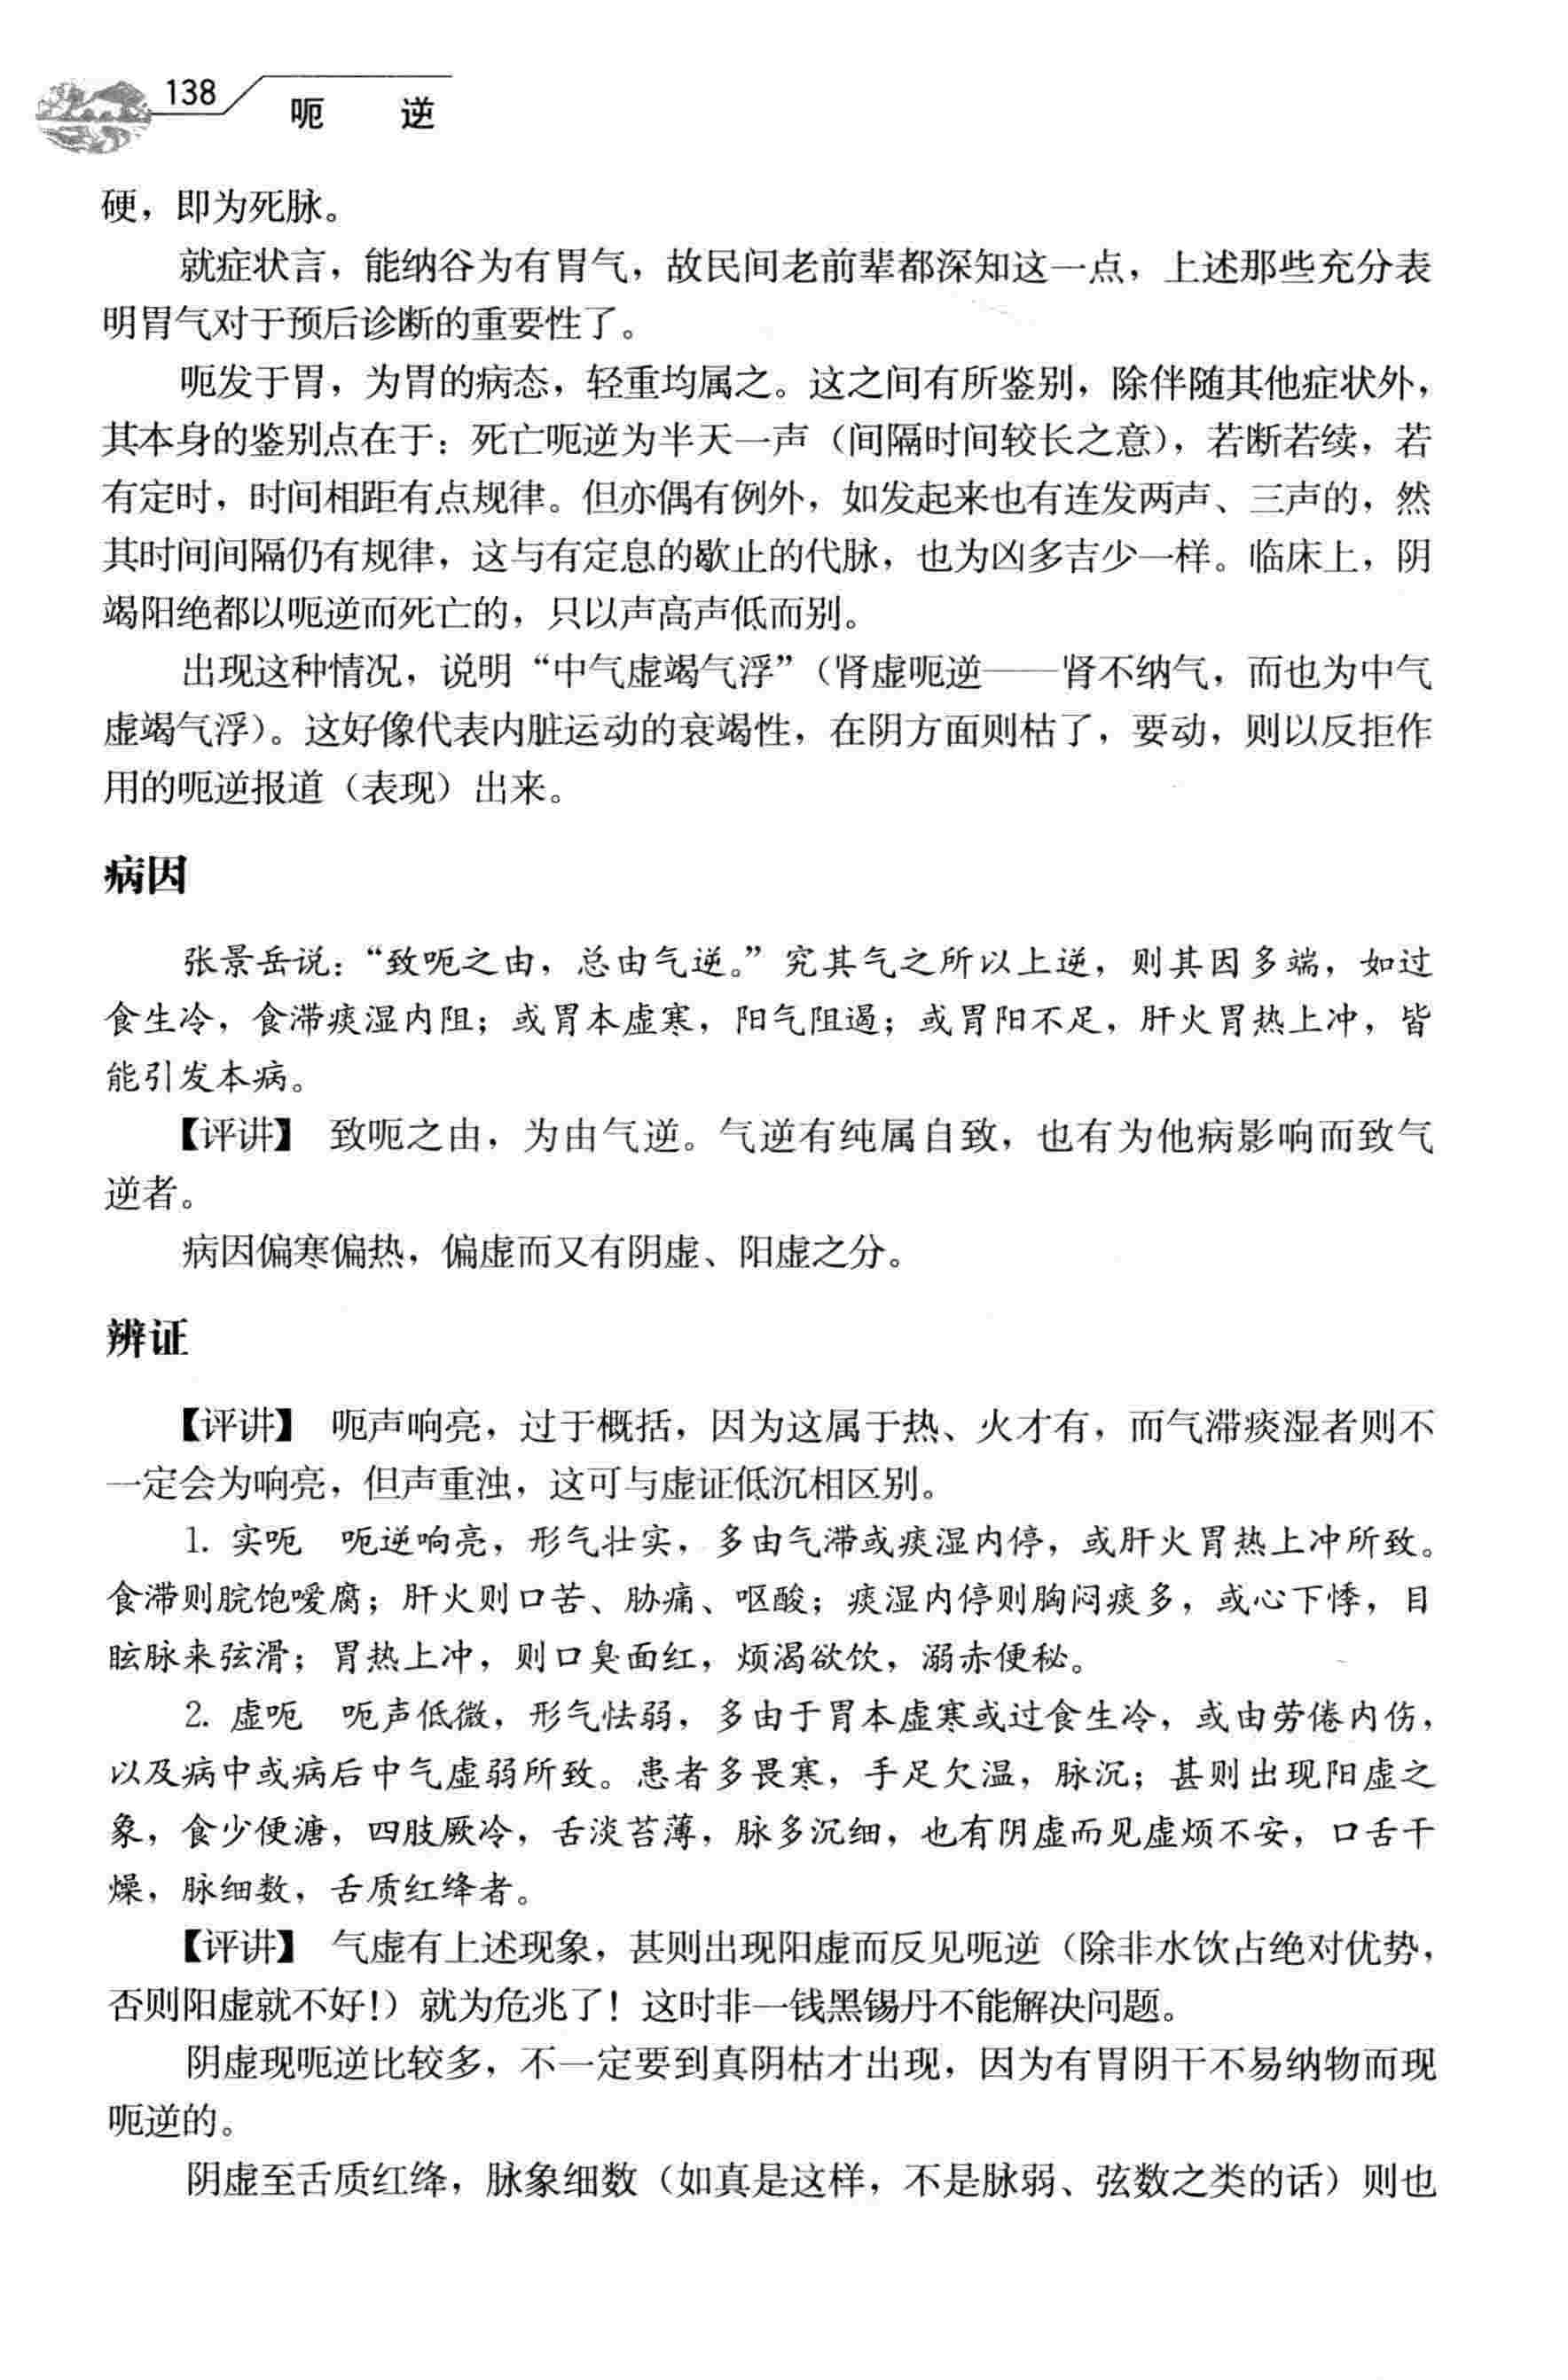 138
呃 逆
硬，即为死脉。
就症状言，能纳谷为有胃气，故民间老前辈都深知这一点，上述那些充分表
明胃气对于预后诊断的重要性了。
呃发于胃，为胃的病态，轻重均属之。这之间有所鉴别，除伴随其他症状外，
其本身的鉴别点在于：死亡呃逆为半天一声（间隔时间较长之意），若断若续，若
有定时，时间相距有点规律。但亦偶有例外，如发起来也有连发两声、三声的，然
其时间间隔仍有规律，这与有定息的歇止的代脉，也为凶多吉少一样。临床上，阴
竭阳绝都以呃逆而死亡的，只以声高声低而别。
出现这种情况，说明“中气虚竭气浮”（肾虚呃逆——肾不纳气，而也为中气
虚竭气浮）。这好像代表内脏运动的衰竭性，在阴方面则枯了，要动，则以反拒作
用的呃逆报道（表现）出来。
病因
张景岳说：“致呃之由，总由气逆。”究其气之所以上逆，则其因多端，如过
食生冷，食滞痰湿内阻；或胃本虚寒，阳气阻遏；或胃阳不足，肝火胃热上冲，皆
能引发本病。
【评讲】 致呃之由，为由气逆。气逆有纯属自致，也有为他病影响而致气
逆者。
病因偏寒偏热，偏虚而又有阴虚、阳虚之分。
辨证
【评讲】 呃声响亮，过于概括，因为这属于热、火才有，而气滞痰湿者则不
一定会为响亮，但声重浊，这可与虚证低沉相区别。
1. 实呃 呃逆响亮，形气壮实，多由气滞或痰湿内停，或肝火胃热上冲所致。
食滞则脘饱嗳腐；肝火则口苦、胁痛、呕酸；痰湿内停则胸闷痰多，或心下悸，目
眩脉来弦滑；胃热上冲，则口臭面红，烦渴欲饮，溺赤便秘。
2. 虚呃 呃声低微，形气怯弱，多由于胃本虚寒或过食生冷，或由劳倦内伤，
以及病中或病后中气虚弱所致。患者多畏寒，手足欠温，脉沉；甚则出现阳虚之
象，食少便溏，四肢厥冷，舌淡苔薄，脉多沉细，也有阴虚而见虚烦不安，口舌干
燥，脉细数，舌质红绛者。
【评讲】 气虚有上述现象，甚则出现阳虚而反见呃逆（除非水饮占绝对优势，
否则阳虚就不好！）就为危兆了！这时非一钱黑锡丹不能解决问题。
阴虚现呃逆比较多，不一定要到真阴枯才出现，因为有胃阴干不易纳物而现
呃逆的。
阴虚至舌质红绛，脉象细数（如真是这样，不是脉弱、弦数之类的话）则也